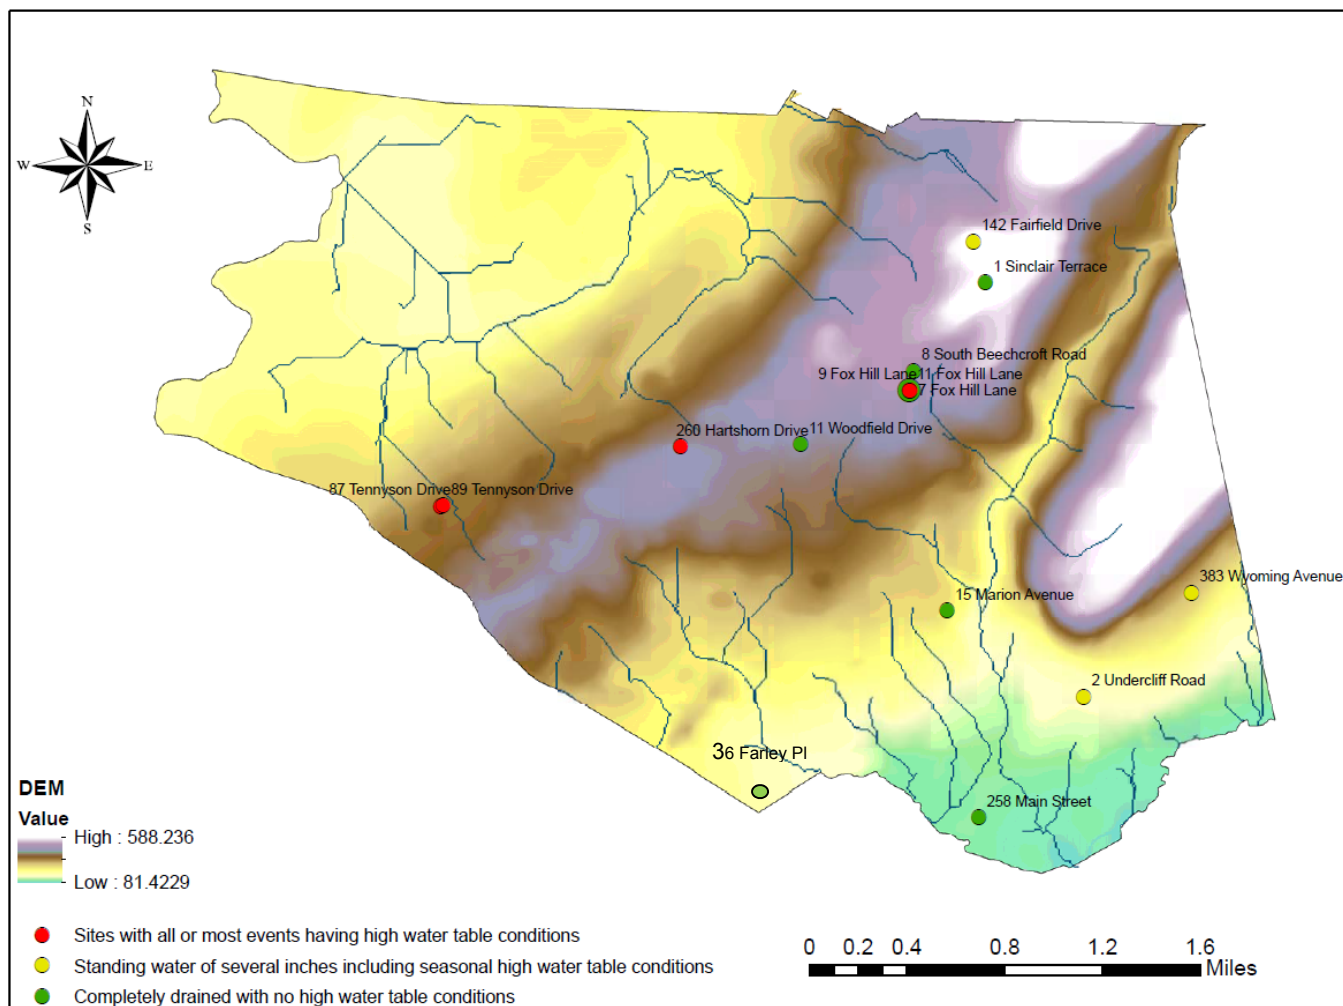 N
W E
S
142 Fairfield Drive
1 Sinclair Terrace
8 South Beechcroft Road
9 Fox Hill Lane 11 Fox Hill Lane
7 Fox Hill Lane
260 Hartshorn Drive 11 Woodfield Drive
87 Tennyson Drive 89 Tennyson Drive
383 Wyoming Avenue
15 Marion Avenue
2 Undercliff Road
36 Farley Pl
258 Main Street
DEM
Value
High : 588.236
Low : 81.4229
Sites with all or most events having high water table conditions
Standing water of several inches including seasonal high water table conditions
Completely drained with no high water table conditions
0 0.2 0.4 0.8 1.2 1.6
Miles